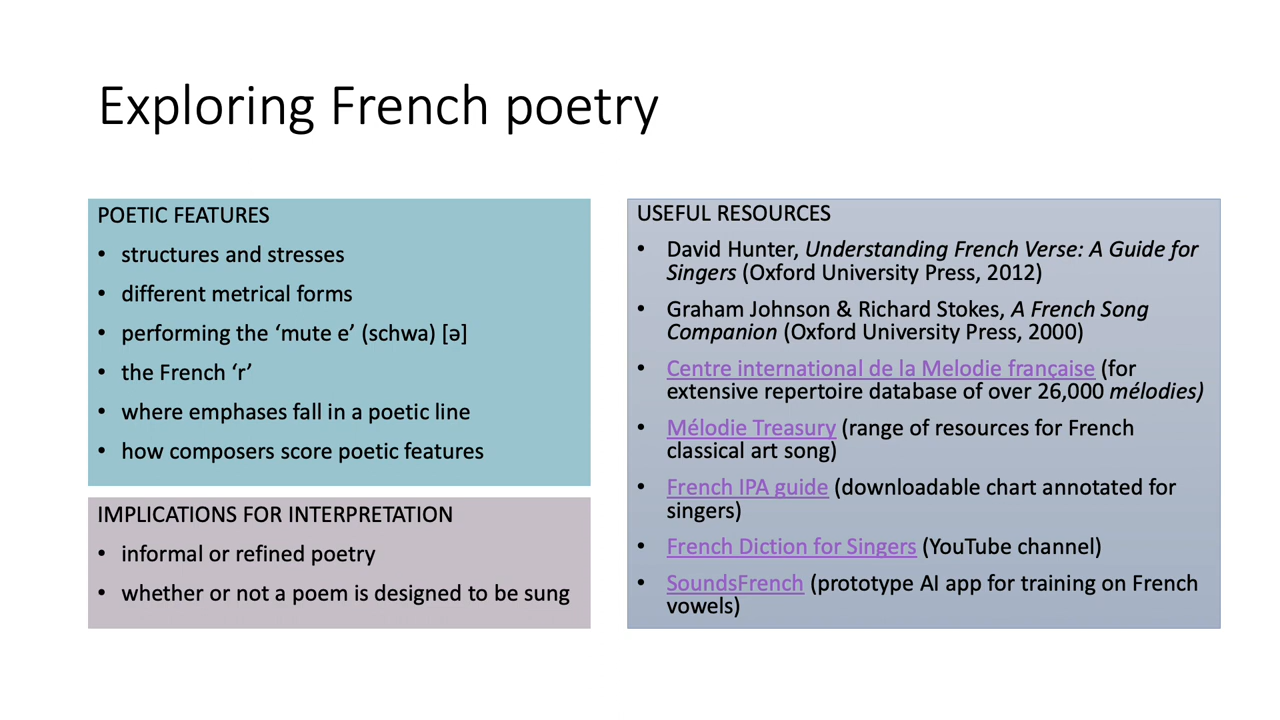 Exploring French poetry
POETIC FEATURES
• structures and stresses
• different metrical forms
• performing the ‘mute e’ (schwa) [ə]
• the French ‘r’
• where emphases fall in a poetic line
• how composers score poetic features
IMPLICATIONS FOR INTERPRETATION
• informal or refined poetry
• whether or not a poem is designed to be sung
USEFUL RESOURCES
• David Hunter, Understanding French Verse: A Guide for
Singers (Oxford University Press, 2012)
• Graham Johnson & Richard Stokes, A French Song
Companion (Oxford University Press, 2000)
• Centre international de la Melodie française (for
extensive repertoire database of over 26,000 mélodies)
• Mélodie Treasury (range of resources for French
classical art song)
• French IPA guide (downloadable chart annotated for
singers)
• French Diction for Singers (YouTube channel)
• SoundsFrench (prototype AI app for training on French
vowels)